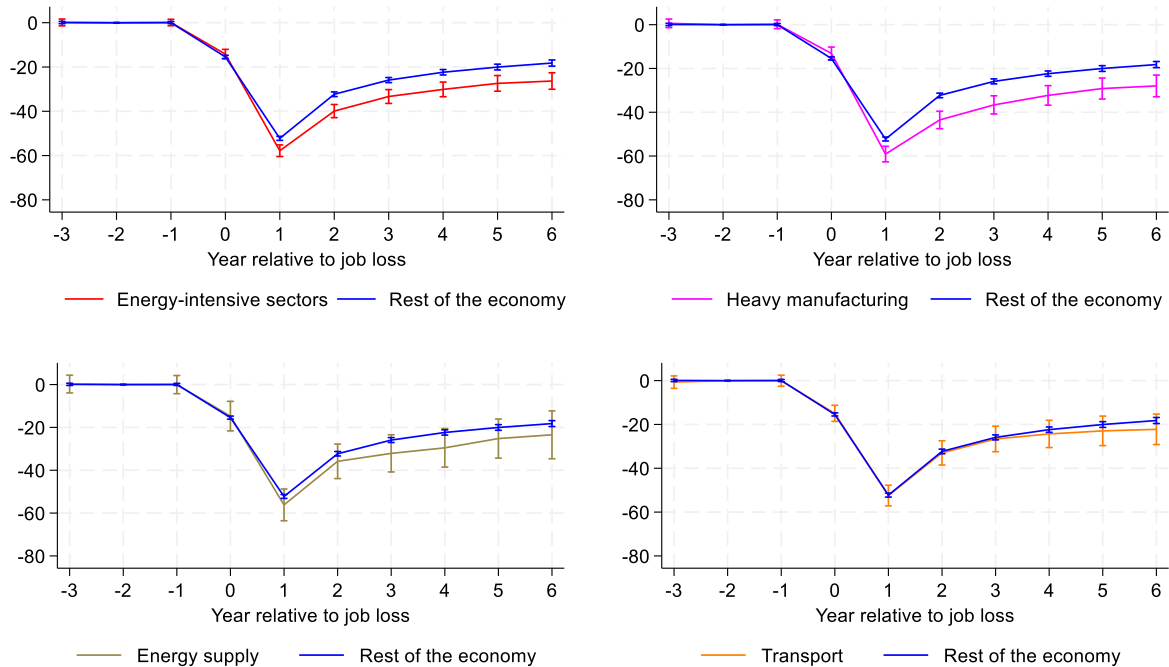 0
-20
-40
-60
-80
-3 -2 -1 0 1 2 3 4 5 6
Year relative to job loss
Energy-intensive sectors Rest of the economy
0
-20
-40
-60
-80
-3 -2 -1 0 1 2 3 4 5 6
Year relative to job loss
Heavy manufacturing Rest of the economy
0
-20
-40
-60
-80
-3 -2 -1 0 1 2 3 4 5 6
Year relative to job loss
Energy supply Rest of the economy
0
-20
-40
-60
-80
-3 -2 -1 0 1 2 3 4 5 6
Year relative to job loss
Transport Rest of the economy